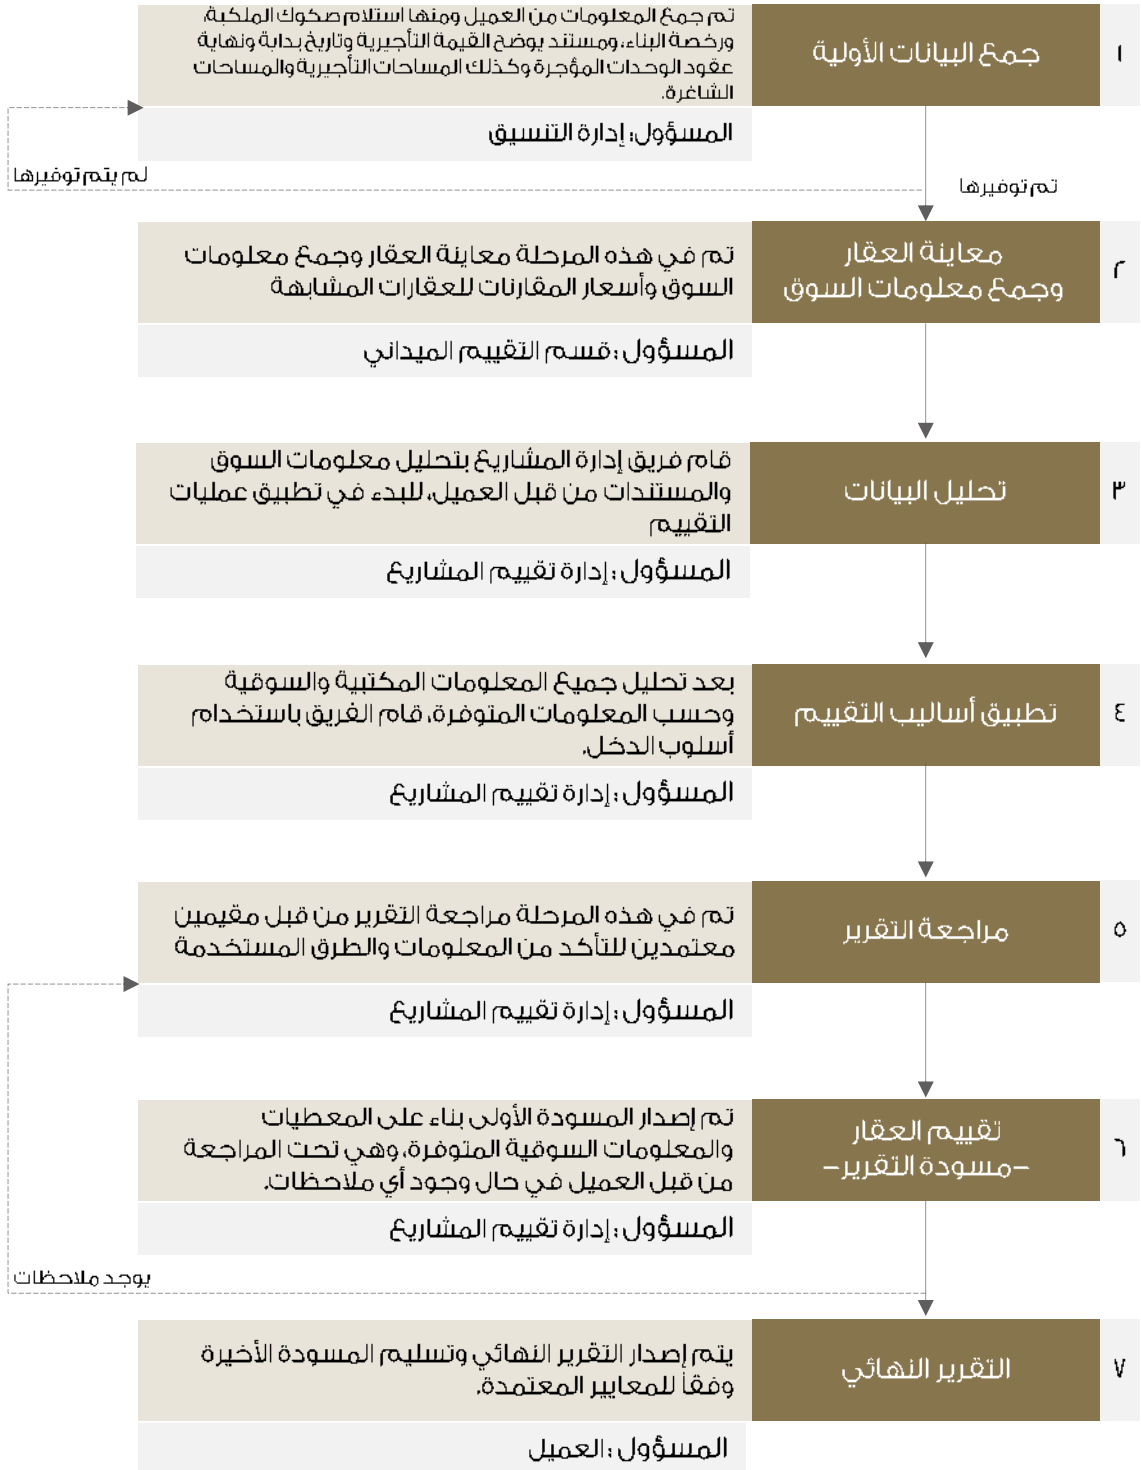 ١
جمع البيانات الأولية
تم جمع المعلومات من العميل ومنها استلام صكوك الملكية،
ورخصة البناء، ومستند يوضح القيمة التأجيرية وتاريخ بداية ونهاية
عقود الوحدات المؤجرة وكذلك المساحات التأجيرية والمساحات
الشاغرة.
المسؤول: إدارة التنسيق
لم يتم توفيرها
تم توفيرها
٢
معاينة العقار
وجمع معلومات السوق
تم في هذه المرحلة معاينة العقار وجمع معلومات
السوق وأسعار المقارنات للعقارات المشابهة
المسؤول: قسم التقييم الميداني
٣
تحليل البيانات
قام فريق إدارة المشاريع بتحليل معلومات السوق
والمستندات من قبل العميل، للبدء في تطبيق عمليات
التقييم
المسؤول: إدارة تقييم المشاريع
٤
تطبيق أساليب التقييم
بعد تحليل جميع المعلومات المكتبية والسوقية
وحسب المعلومات المتوفرة، قام الفريق باستخدام
أسلوب الدخل.
المسؤول: إدارة تقييم المشاريع
٥
مراجعة التقرير
تم في هذه المرحلة مراجعة التقرير من قبل مقيمين
معتمدين للتأكد من المعلومات والطرق المستخدمة
المسؤول: إدارة تقييم المشاريع
٦
تقييم العقار
-مسودة التقرير-
تم إصدار المسودة الأولى بناء على المعطيات
والمعلومات السوقية المتوفرة، وهي تحت المراجعة
من قبل العميل في حال وجود أي ملاحظات.
المسؤول: إدارة تقييم المشاريع
يوجد ملاحظات
٧
التقرير النهائي
يتم إصدار التقرير النهائي وتسليم المسودة الأخيرة
وفقاً للمعايير المعتمدة.
المسؤول: العميل